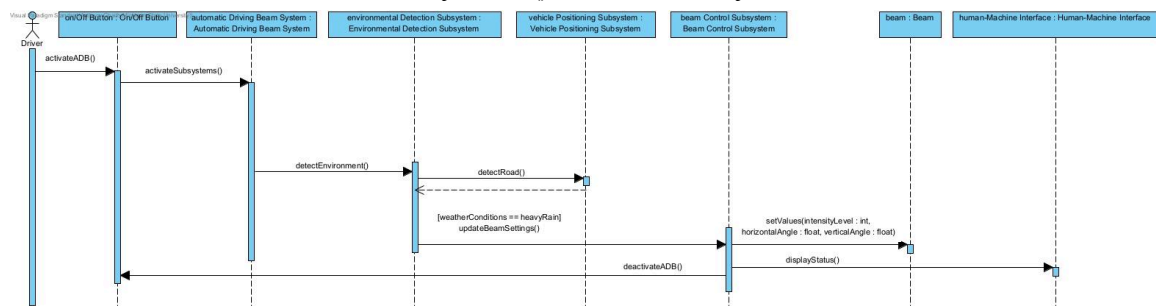 on/Off Button : On/Off Button
automatic Driving Beam System :
Automatic Driving Beam System
environmental Detection Subsystem :
Environmental Detection Subsystem
vehicle Positioning Subsystem :
Vehicle Positioning Subsystem
beam Control Subsystem :
Beam Control Subsystem
beam : Beam
human-Machine Interface : Human-Machine Interface
Driver
activateADB()
activateSubsystems()
detectEnvironment()
detectRoad()
[weatherConditions == heavyRain]
updateBeamSettings()
setValues(intensityLevel : int,
horizontalAngle : float, verticalAngle : float)
deactivateADB()
displayStatus()